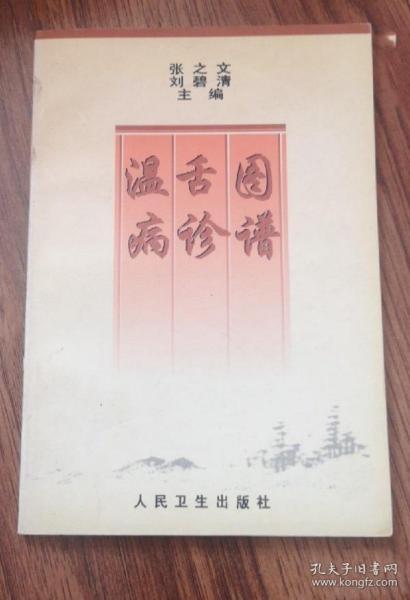 张之文
刘碧清
主编
温病
舌诊
图谱
人民卫生出版社
孔夫子旧书网
www.kongfz.com